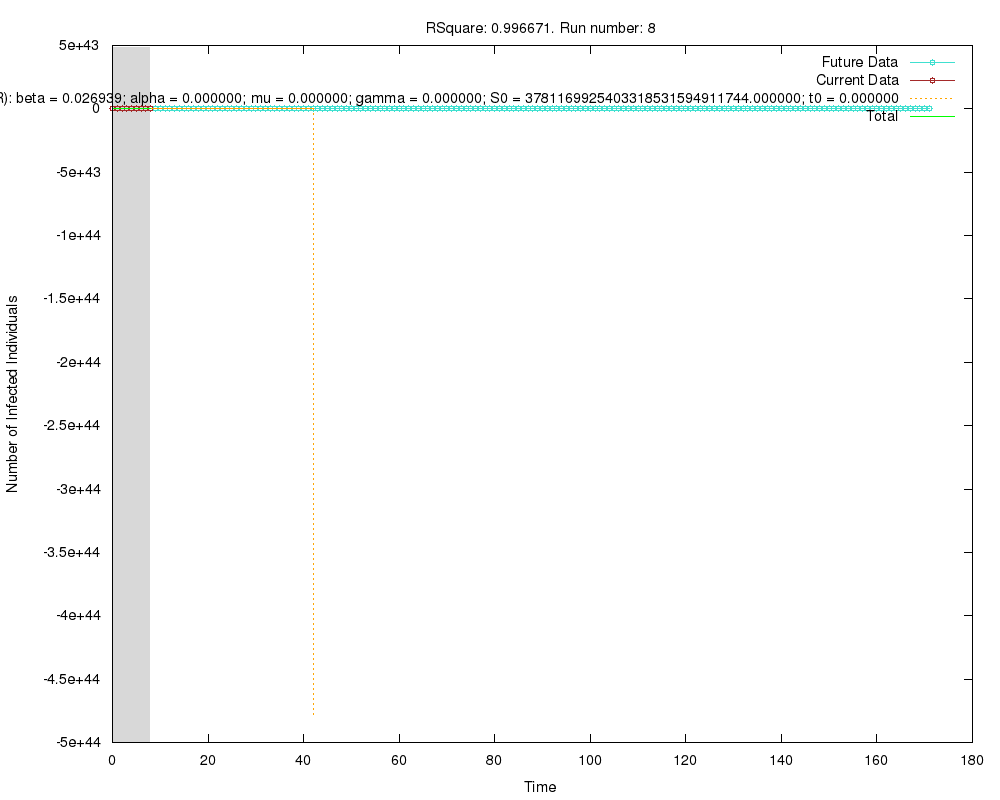 RSquare: 0.996671. Run number: 8
5e+43
Future Data
Current Data
R): beta = 0.026939; alpha = 0.000000; mu = 0.000000; gamma = 0.000000; S0 = 3781169925403318531594911744.000000; t0 = 0.000000
0
Total
-5e+43
-1e+44
-1.5e+44
-2e+44
-2.5e+44
-3e+44
-3.5e+44
-4e+44
-4.5e+44
-5e+44
Number of Infected Individuals
0 20 40 60 80 100 120 140 160 180
Time